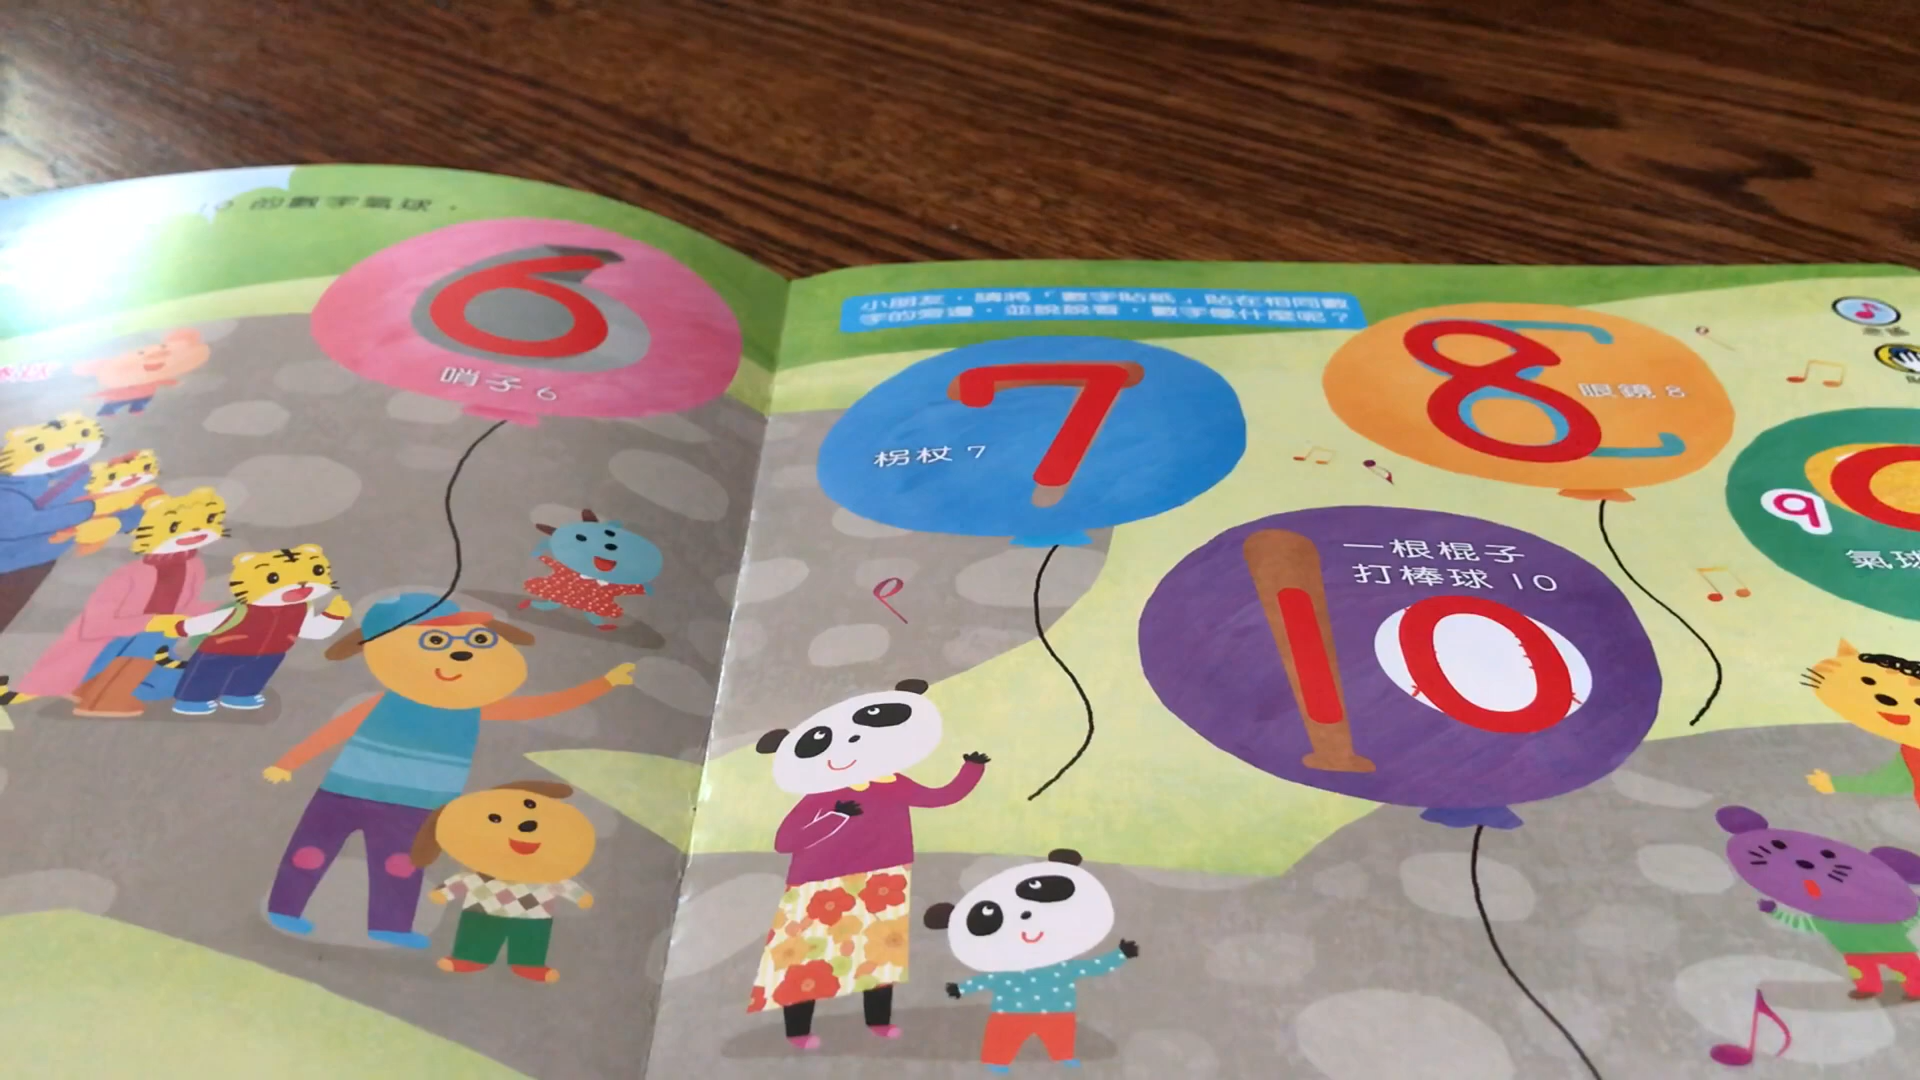 的數字氣球。
6
哨子 6
小朋友，請將「數字貼紙」貼在相同數
字的旁邊，並說說看，數字像什麼呢？
7
拐杖 7
8
眼鏡 8
9
氣球
一根棍子
打棒球 10
10